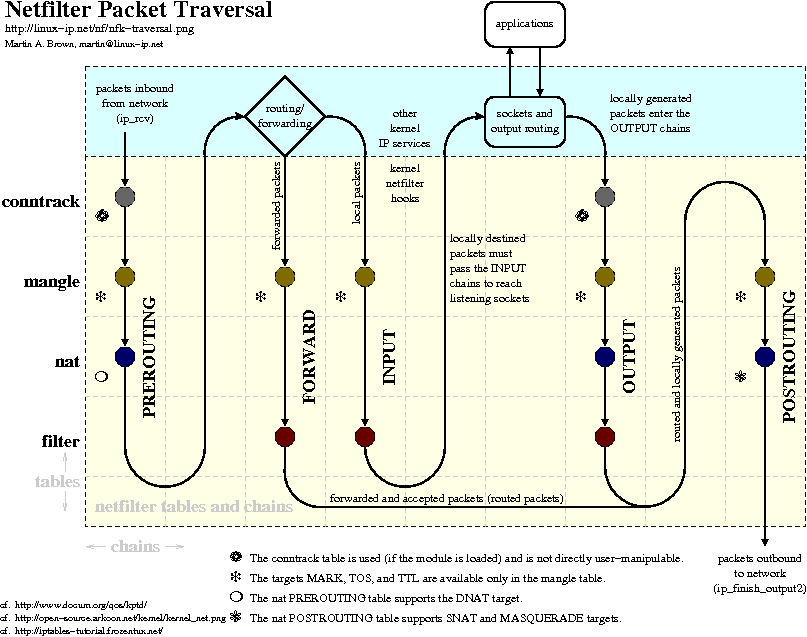 Netfilter Packet Traversal
http://linux-ip.net/nf/nfk-traversal.png
Martin A. Brown, martin@linux-ip.net
applications
packets inbound
from network
(ip_rcv)
routing/
forwarding
other
kernel
IP services
sockets and
output routing
locally generated
packets enter the
OUTPUT chains
kernel
netfilter
hooks
forwarded packets
local packets
conntrack
mangle
nat
filter
tables
locally destined
packets must
pass the INPUT
chains to reach
listening sockets
PREROUTING
FORWARD
INPUT
OUTPUT
routed and locally generated packets
POSTROUTING
netfilter tables and chains
forwarded and accepted packets (routed packets)
chains
The conntrack table is used (if the module is loaded) and is not directly user-manipulable.
The targets MARK, TOS, and TTL are available only in the mangle table.
The nat PREROUTING table supports the DNAT target.
The nat POSTROUTING table supports SNAT and MASQUERADE targets.
packets outbound
to network
(ip_finish_output2)
cf. http://www.docum.org/qos/kptd/
cf. http://open-source.arkoon.net/kernel/kernel_net.png
cf. http://iptables-tutorial.frozentux.net/